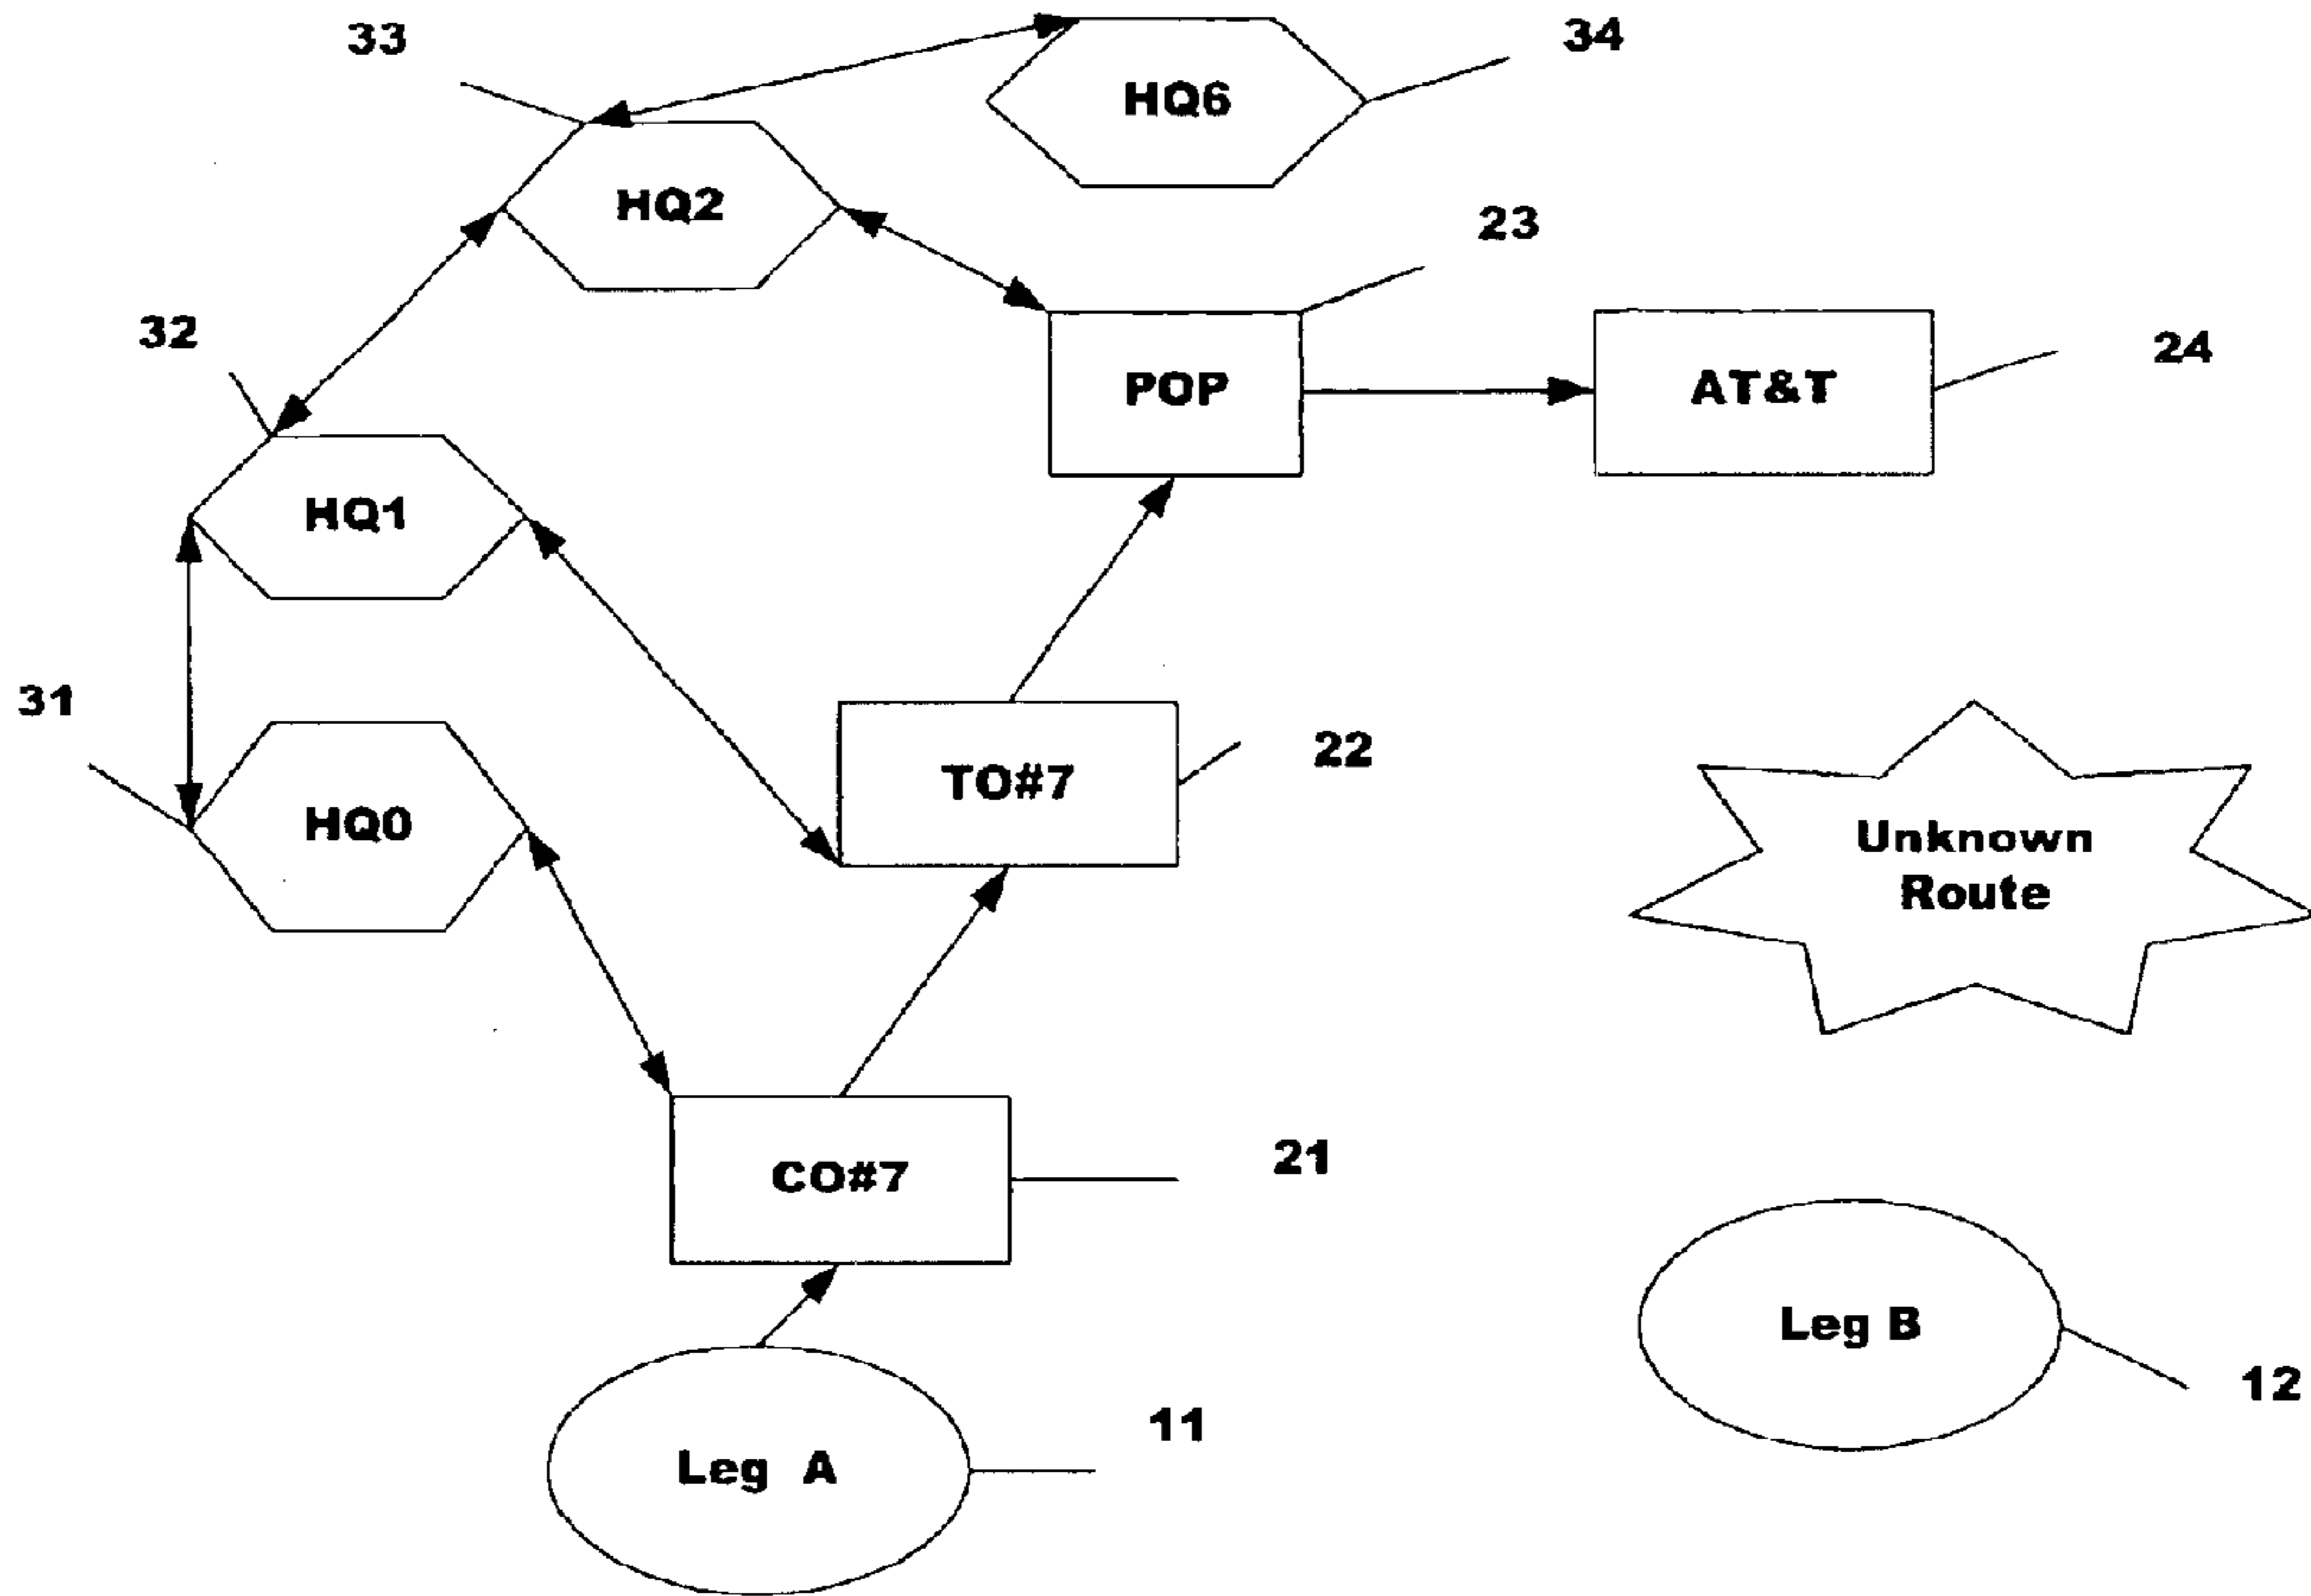 33
34
HQ6
HQ2
23
32
24
POP
AT&T
HQ1
31
22
TO#7
HQ0
Unknown
Route
21
CO#7
Leg B
12
11
Leg A